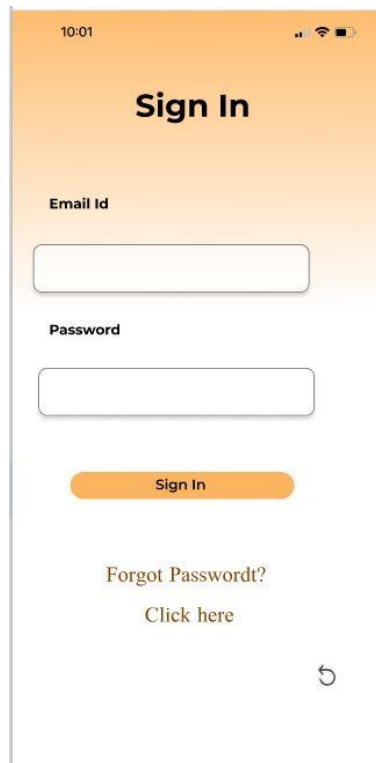 10:01
Sign In
Email Id
Password
Sign In
Forgot Passwordt?
Click here